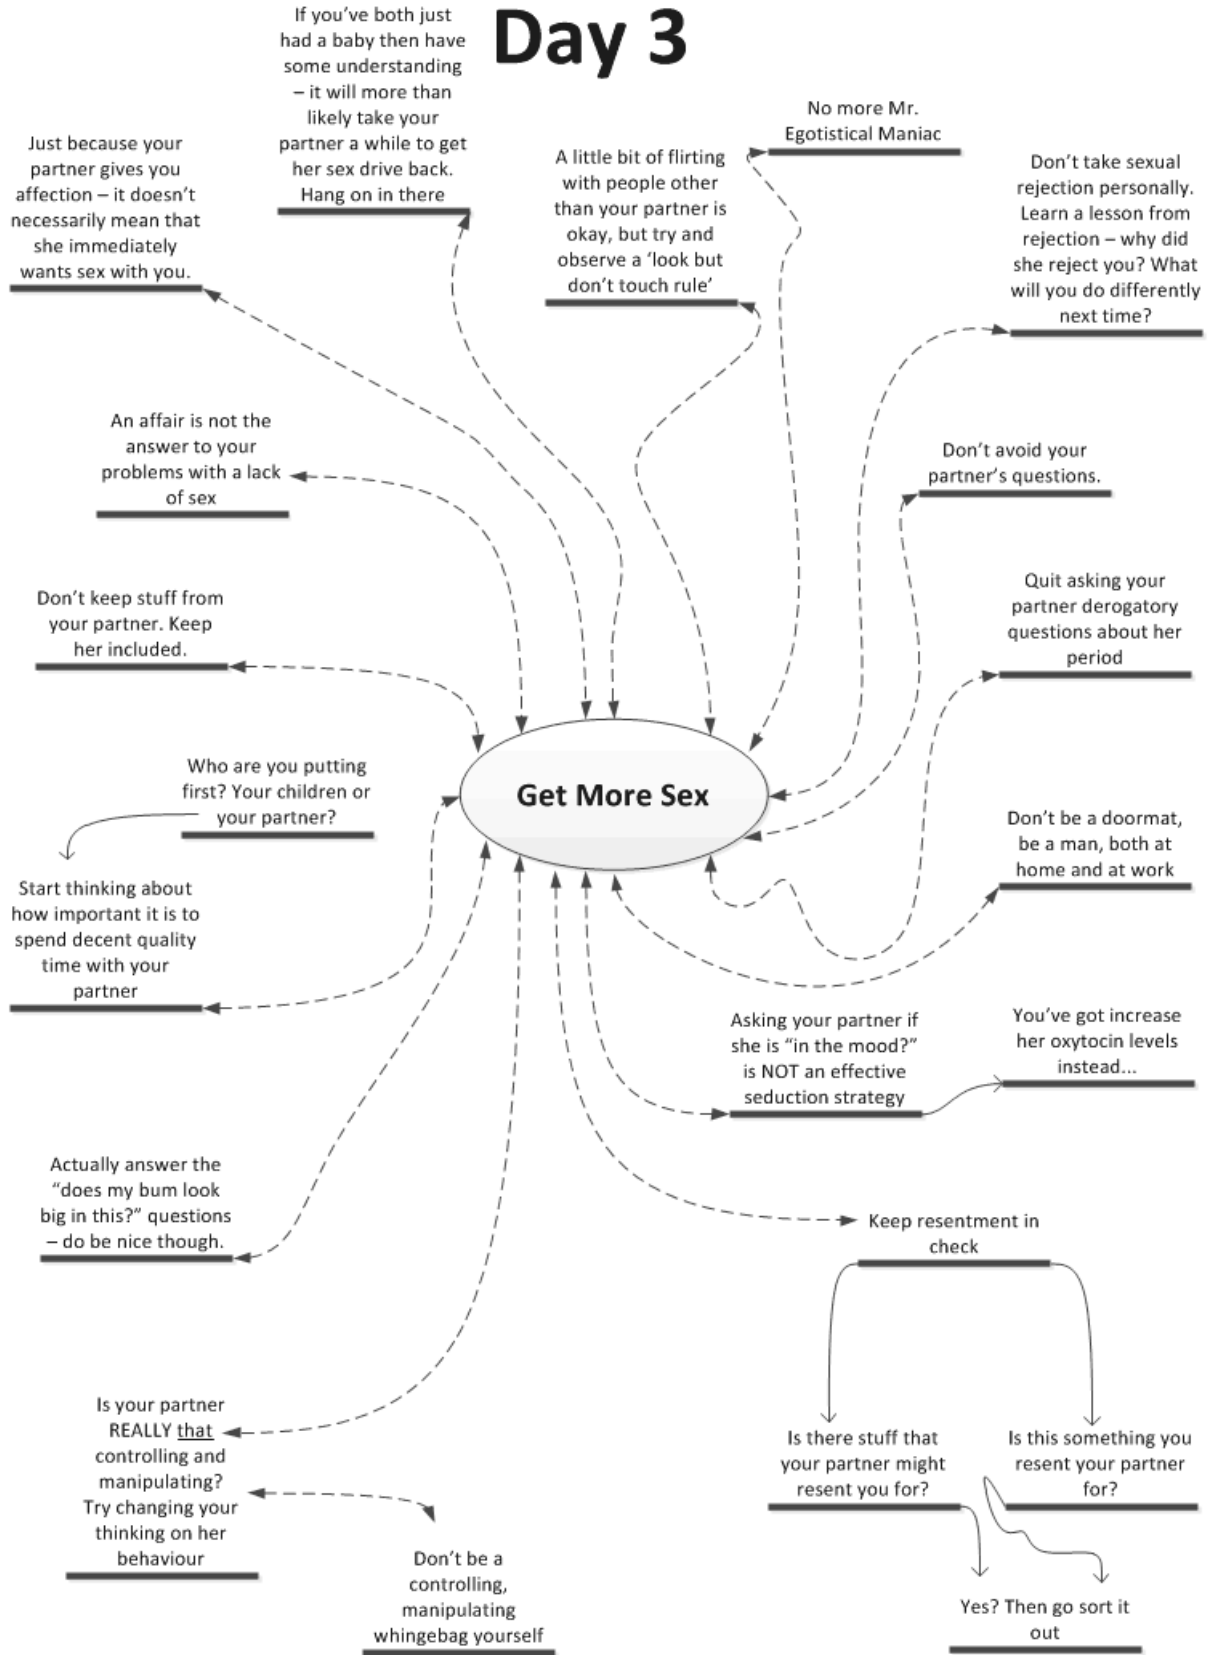 Day 3
If you’ve both just
had a baby then have
some understanding
– it will more than
likely take your
partner a while to get
her sex drive back.
Hang on in there
Just because your
partner gives you
affection – it doesn’t
necessarily mean that
she immediately
wants sex with you.
A little bit of flirting
with people other
than your partner is
okay, but try and
observe a ‘look but
don’t touch rule’
No more Mr.
Egotistical Maniac
Don’t take sexual
rejection personally.
Learn a lesson from
rejection – why did
she reject you? What
will you do differently
next time?
An affair is not the
answer to your
problems with a lack
of sex
Don’t avoid your
partner’s questions.
Don’t keep stuff from
your partner. Keep
her included.
Quit asking your
partner derogatory
questions about her
period
Get More Sex
Who are you putting
first? Your children or
your partner?
Start thinking about
how important it is to
spend decent quality
time with your
partner
Don’t be a doormat,
be a man, both at
home and at work
Asking your partner if
she is “in the mood?”
is NOT an effective
seduction strategy
You’ve got increase
her oxytocin levels
instead...
Actually answer the
“does my bum look
big in this?” questions
– do be nice though.
Keep resentment in
check
Is your partner
REALLY that
controlling and
manipulating?
Try changing your
thinking on her
behaviour
Don’t be a
controlling,
manipulating
whingebag yourself
Is there stuff that
your partner might
resent you for?
Is this something you
resent your partner
for?
Yes? Then go sort it
out